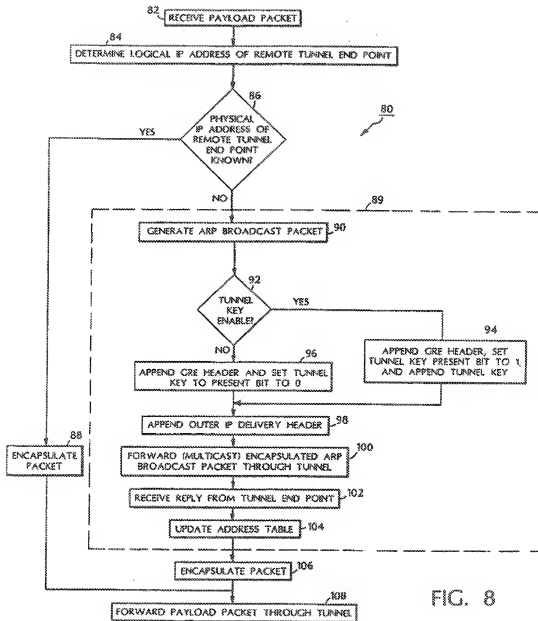 82
RECEIVE PAYLOAD PACKET
84
DETERMINE LOGICAL IP ADDRESS OF REMOTE TUNNEL END POINT
86
PHYSICAL
IP ADDRESS OF
REMOTE TUNNEL
END POINT
KNOWN?
YES
NO
80
89
GENERATE ARP BROADCAST PACKET
90
92
TUNNEL
KEY
ENABLE?
YES
NO
94
APPEND GRE HEADER, SET
TUNNEL KEY PRESENT BIT TO 1,
AND APPEND TUNNEL KEY
96
APPEND GRE HEADER AND SET TUNNEL
KEY TO PRESENT BIT TO 0
APPEND OUTER IP DELIVERY HEADER
98
88
ENCAPSULATE
PACKET
FORWARD (MULTICAST) ENCAPSULATED ARP
BROADCAST PACKET THROUGH TUNNEL
100
RECEIVE REPLY FROM TUNNEL END POINT
102
UPDATE ADDRESS TABLE
104
ENCAPSULATE PACKET
106
108
FORWARD PAYLOAD PACKET THROUGH TUNNEL
FIG. 8